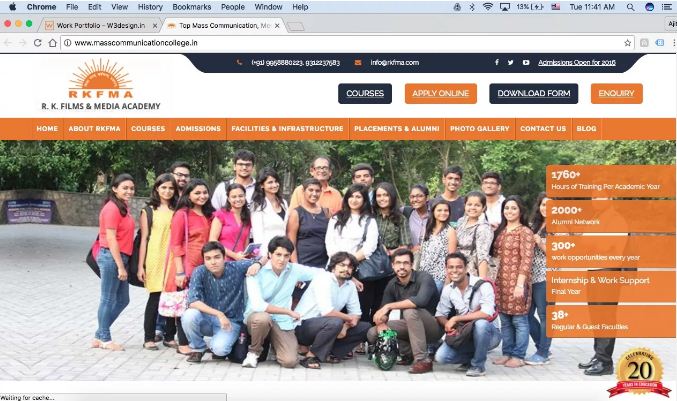 Chrome File Edit View History Bookmarks People Window Help 13% Tue 11:41 AM
Work Portfolio – W3design.in Top Mass Communication, Me
www.masscommunicationcollege.in
(+91) 9958880223, 9312237583 info@rkfma.com Admissions Open for 2016
RKFMA
R. K. FILMS & MEDIA ACADEMY
COURSES APPLY ONLINE DOWNLOAD FORM ENQUIRY
HOME ABOUT RKFMA COURSES ADMISSIONS FACILITIES & INFRASTRUCTURE PLACEMENTS & ALUMNI PHOTO GALLERY CONTACT US BLOG
1760+
Hours of Training Per Academic Year
2000+
Alumni Network
300+
work opportunities every year
Internship & Work Support
Final Year
38+
Regular & Guest Faculties
CELEBRATING
20
YEARS IN EDUCATION
Waiting for cache...